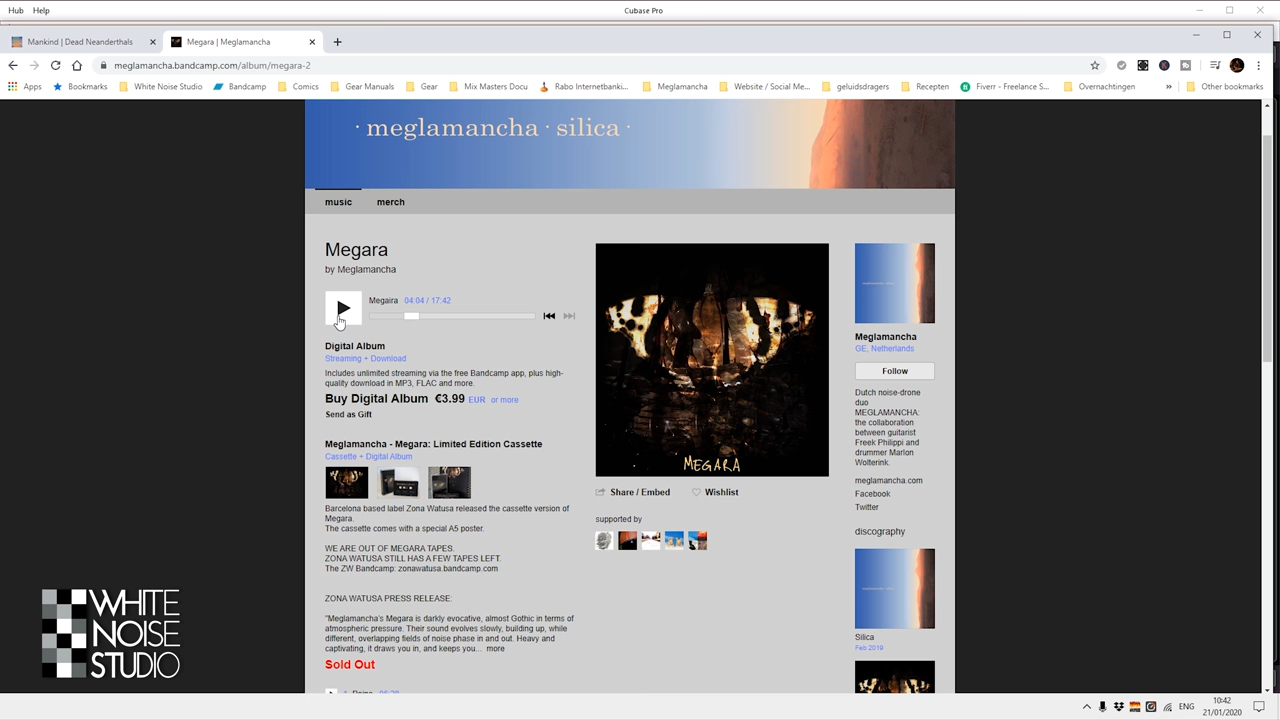 Hub Help Cubase Pro
Mankind | Dead Neanderthals
Megara | Meglamancha
meglamancha.bandcamp.com/album/megara-2
Apps Bookmarks White Noise Studio Bandcamp Comics Gear Manuals Gear Mix Masters Docu Rabo Internetbanki... Meglamancha Website / Social Me... geluidsdragers Recepten Fiverr - Freelance S... Overnachtingen » Other bookmarks
· meglamancha · silica ·
music merch
Megara
by Meglamancha
Megaira 04:04 / 17:42
Digital Album
Streaming + Download
Includes unlimited streaming via the free Bandcamp app, plus high-
quality download in MP3, FLAC and more.
Buy Digital Album €3.99 EUR or more
Send as Gift
Meglamancha - Megara: Limited Edition Cassette
Cassette + Digital Album
Barcelona based label Zona Watusa released the cassette version of
Megara.
The cassette comes with a special A5 poster.
WE ARE OUT OF MEGARA TAPES.
ZONA WATUSA STILL HAS A FEW TAPES LEFT.
The ZW Bandcamp: zonawatusa.bandcamp.com
ZONA WATUSA PRESS RELEASE:
"Meglamancha's Megara is darkly evocative, almost Gothic in terms of
atmospheric pressure. Their sound evolves slowly, building up, while
different, overlapping fields of noise phase in and out. Heavy and
captivating, it draws you in, and keeps you... more
Sold Out
MEGARA
Share / Embed
Wishlist
supported by
Meglamancha
GE, Netherlands
Follow
Dutch noise-drone
duo
MEGLAMANCHA:
the collaboration
between guitarist
Freek Philippi and
drummer Marlon
Wolterink.
meglamancha.com
Facebook
Twitter
discography
Silica
Feb 2019
WHITE
NOISE
STUDIO
ENG
10:42
21/01/2020